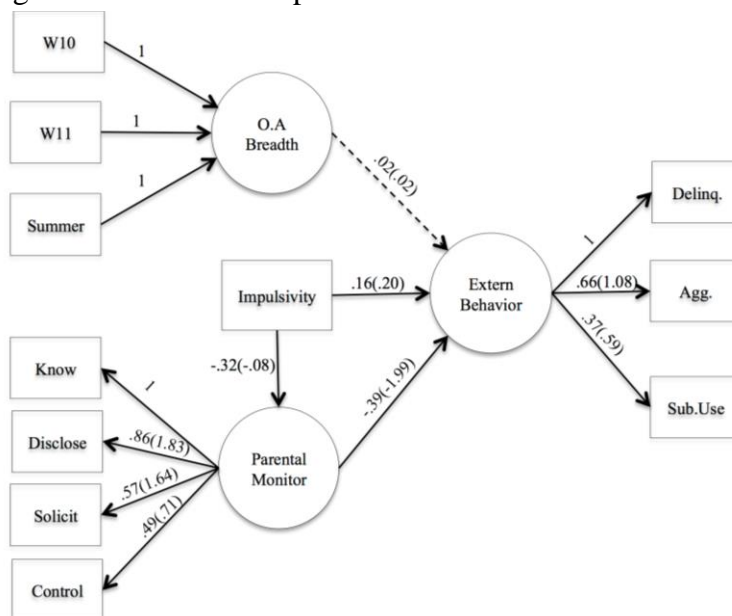 W10
1
W11
1
1
Summer
O.A
Breadth
.02(.02)
Delinq.
1
Impulsivity
.16(.20)
Extern
Behavior
.66(1.08)
Agg.
.37(.59)
Sub.Use
-.32(-.08)
-.39(-1.99)
Know
1
Disclose
.86(1.83)
Parental
Monitor
Solicit
.57(1.64)
.49(.71)
Control